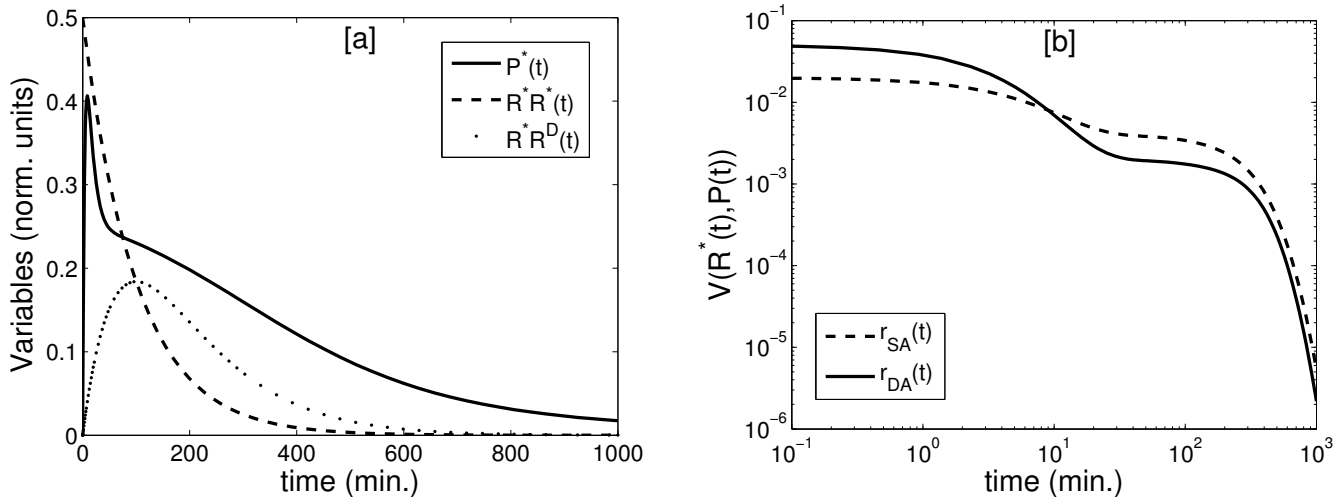 [a]
Variables (norm. units)
0.5
0.4
0.3
0.2
0.1
0
P*(t)
R*R*(t)
R*R^D(t)
0 200 400 600 800 1000
time (min.)
[b]
V(R*(t),P(t))
10^-1
10^-2
10^-3
10^-4
10^-5
10^-6
r_SA(t)
r_DA(t)
10^-1 10^0 10^1 10^2 10^3
time (min.)